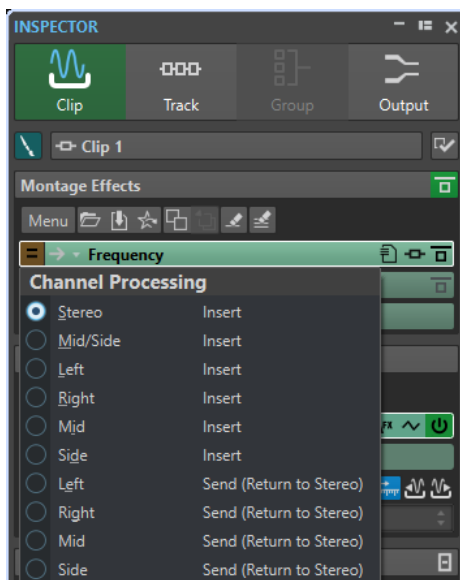 INSPECTOR
Clip Track Group Output
Clip 1
Montage Effects
Menu
Frequency
Channel Processing
Stereo Insert
Mid/Side Insert
Left Insert
Right Insert
Mid Insert
Side Insert
Left Send (Return to Stereo)
Right Send (Return to Stereo)
Mid Send (Return to Stereo)
Side Send (Return to Stereo)